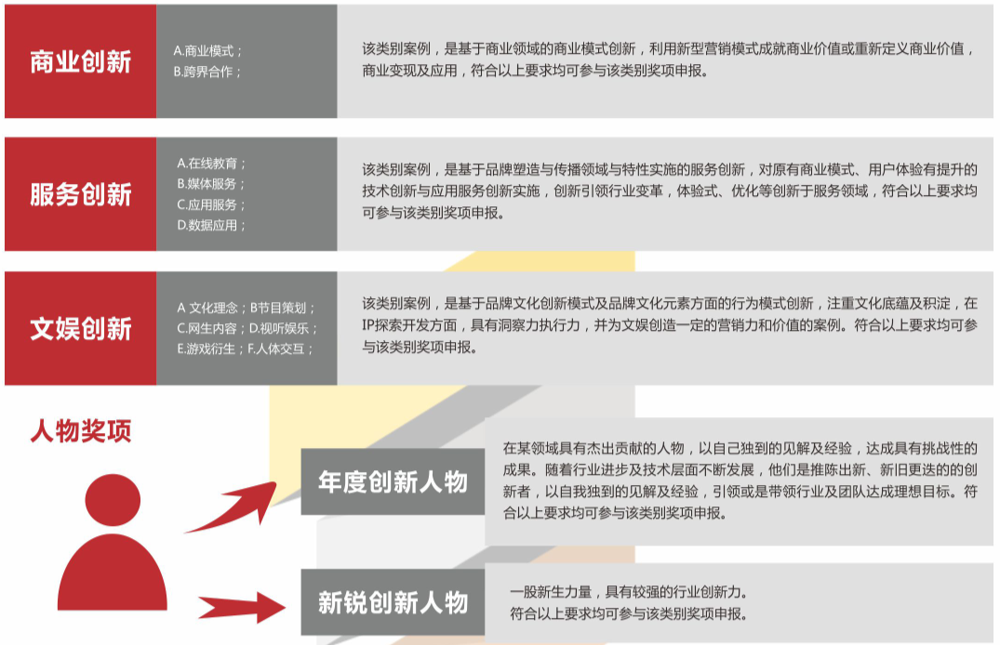 商业创新
A.商业模式；
B.跨界合作；
该类别案例，是基于商业领域的商业模式创新，利用新型营销模式成就商业价值或重新定义商业价值，
商业变现及应用，符合以上要求均可参与该类别奖项申报。
服务创新
A.在线教育；
B.媒体服务；
C.应用服务；
D.数据应用；
该类别案例，是基于品牌塑造与传播领域与特性实施的服务创新，对原有商业模式、用户体验有提升的
技术创新与应用服务创新实施，创新引领行业变革，体验式、优化等创新于服务领域，符合以上要求均
可参与该类别奖项申报。
文娱创新
A 文化理念；B节目策划；
C.网生内容；D.视听娱乐；
E.游戏衍生；F.人体交互；
该类别案例，是基于品牌文化创新模式及品牌文化元素方面的行为模式创新，注重文化底蕴及积淀，在
IP探索开发方面，具有洞察力执行力，并为文娱创造一定的营销力和价值的案例。符合以上要求均可参
与该类别奖项申报。
人物奖项
年度创新人物
在某领域具有杰出贡献的人物，以自己独到的见解及经验，达成具有挑战性的
成果。随着行业进步及技术层面不断发展，他们是推陈出新、新旧更迭的的创
新者，以自我独到的见解及经验，引领或是带领行业及团队达成理想目标。符
合以上要求均可参与该类别奖项申报。
新锐创新人物
一股新生力量，具有较强的行业创新力。
符合以上要求均可参与该类别奖项申报。